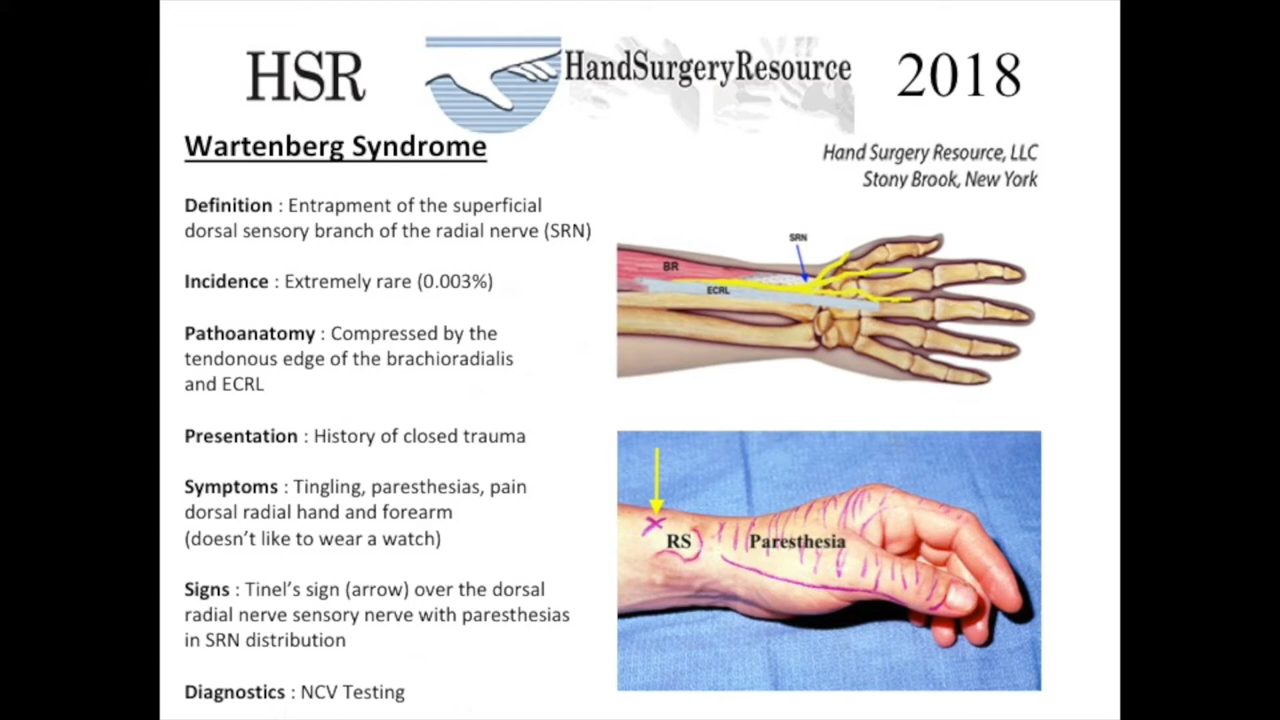 HSR
HandSurgeryResource
2018
Wartenberg Syndrome
Hand Surgery Resource, LLC
Stony Brook, New York
Definition : Entrapment of the superficial
dorsal sensory branch of the radial nerve (SRN)
Incidence : Extremely rare (0.003%)
Pathoanatomy : Compressed by the
tendonous edge of the brachioradialis
and ECRL
Presentation : History of closed trauma
Symptoms : Tingling, paresthesias, pain
dorsal radial hand and forearm
(doesn't like to wear a watch)
Signs : Tinel's sign (arrow) over the dorsal
radial nerve sensory nerve with paresthesias
in SRN distribution
Diagnostics : NCV Testing
SRN
BR
ECRL
RS
Paresthesia